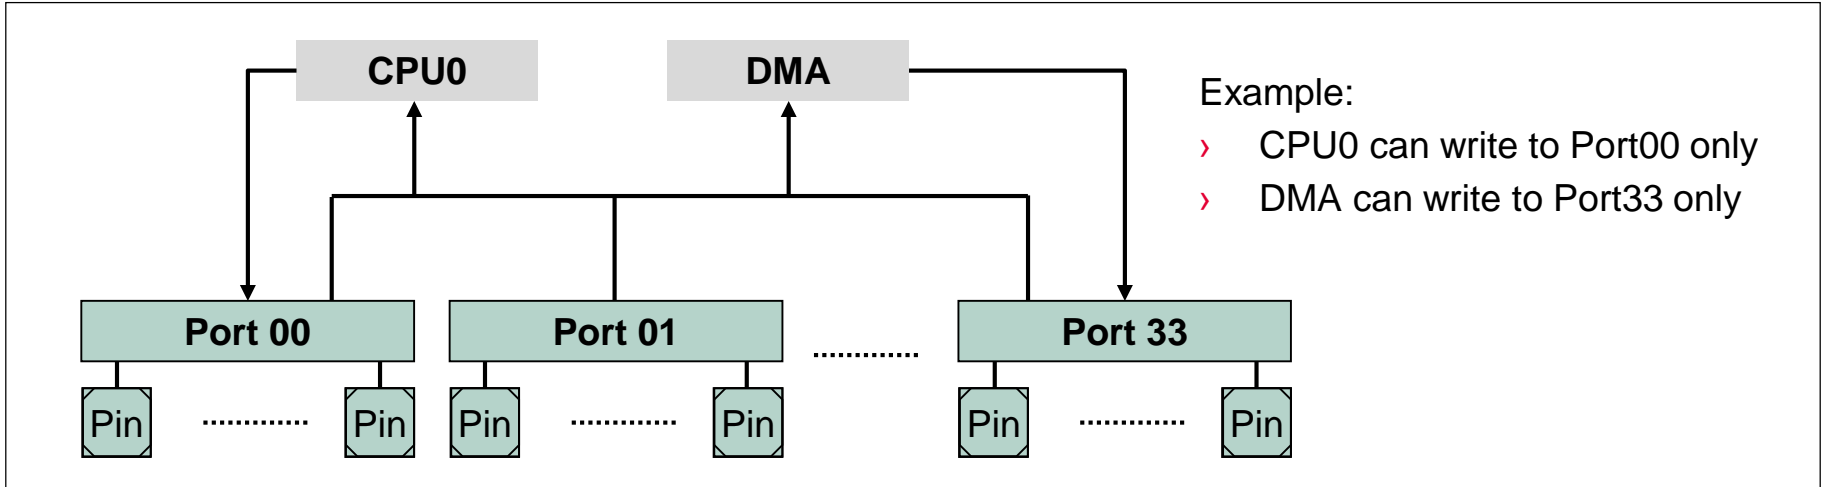 CPU0
DMA
Example:
› CPU0 can write to Port00 only
› DMA can write to Port33 only
Port 00
Port 01
Port 33
Pin
Pin
Pin
Pin
Pin
Pin